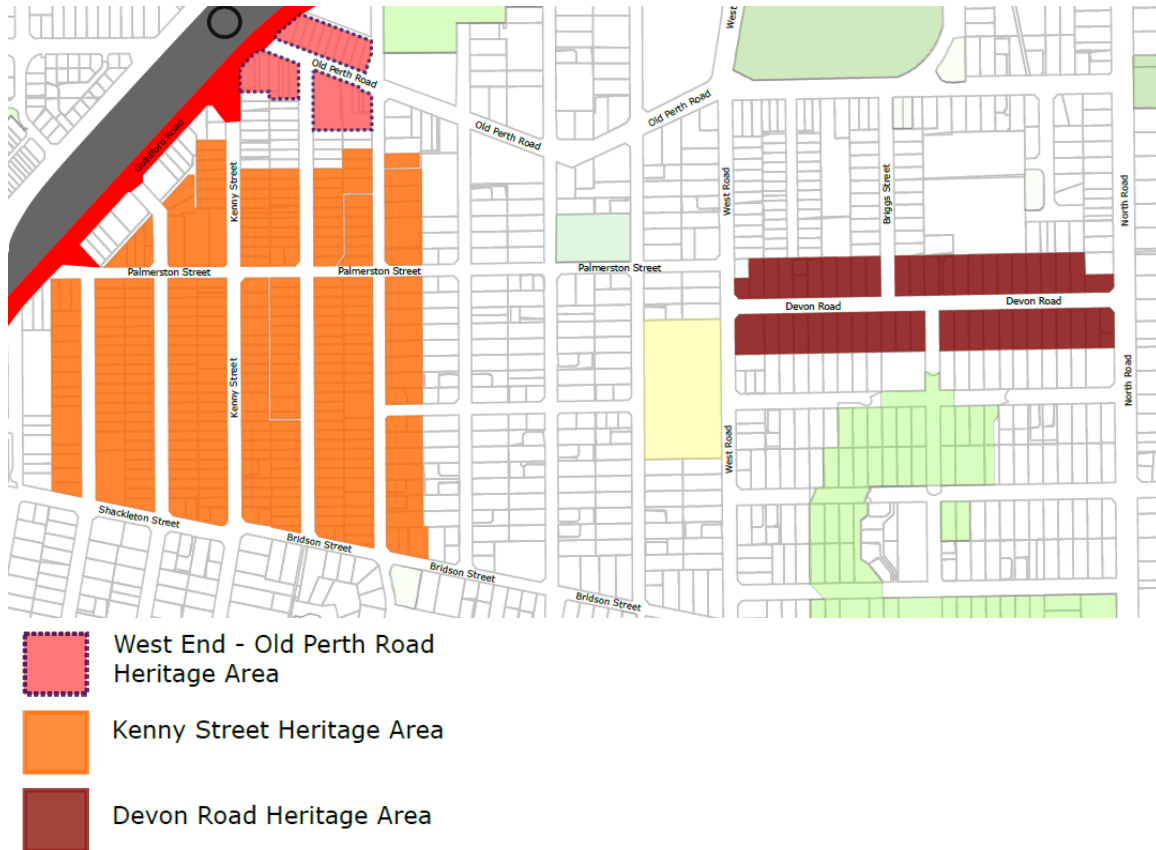 West
Old Perth Road
Old Perth Road
Old Perth Road
Guildford Road
Kenny Street
West Road
Briggs Street
North Road
Palmerston Street
Palmerston Street
Palmerston Street
Devon Road
Devon Road
Kenny Street
North Road
West Road
Shackleton Street
Bridson Street
Bridson Street
Bridson Street
West End - Old Perth Road
Heritage Area
Kenny Street Heritage Area
Devon Road Heritage Area